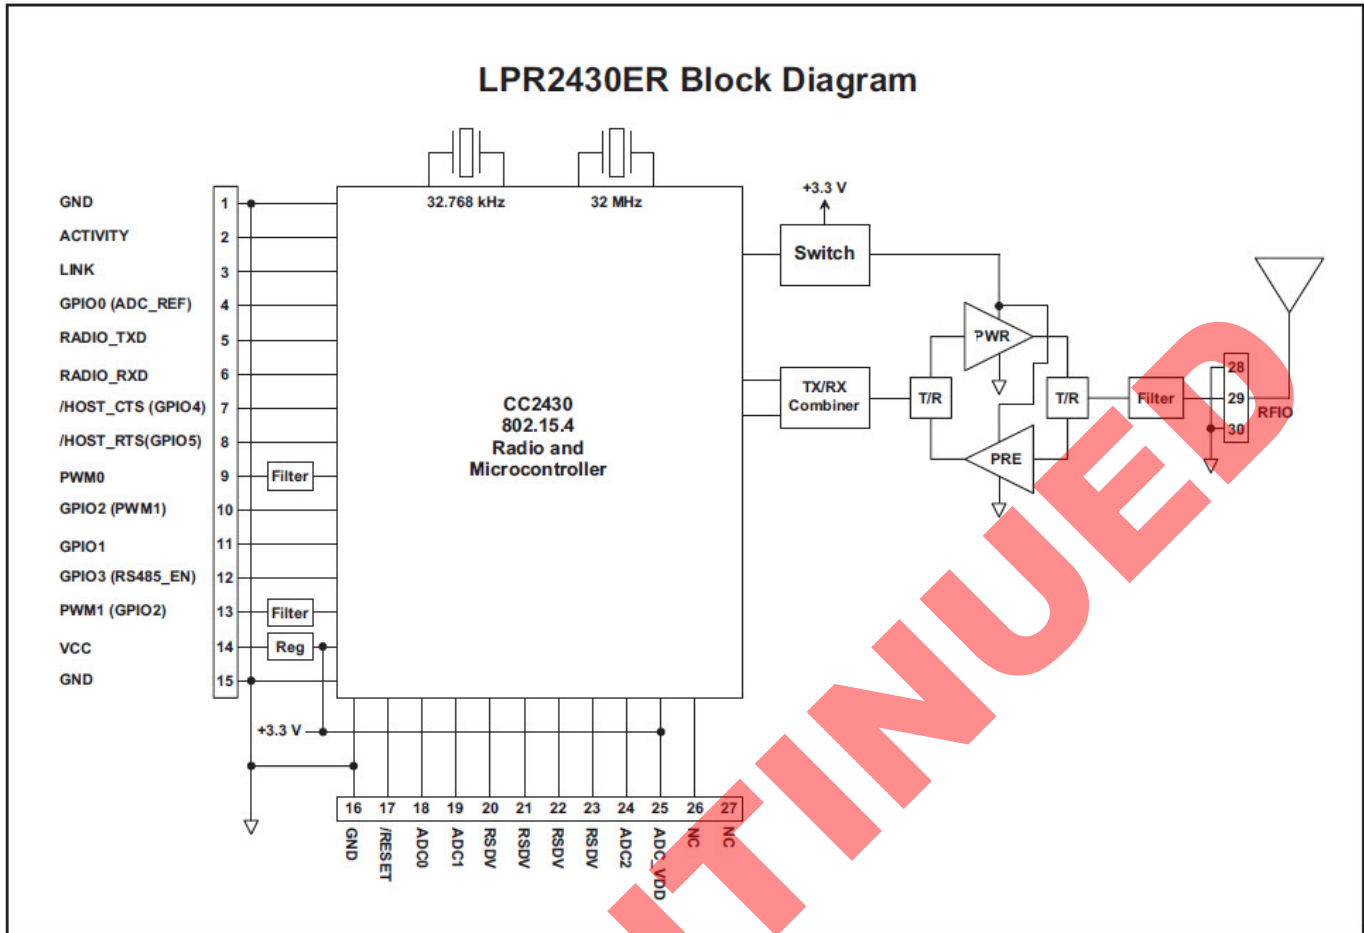 LPR2430ER Block Diagram
32.768 kHz
32 MHz
+3.3 V
GND
1
ACTIVITY
2
LINK
3
GPIO0 (ADC_REF)
4
RADIO_TXD
5
RADIO_RXD
6
/HOST_CTS (GPIO4)
7
/HOST_RTS(GPIO5)
8
PWM0
9
Filter
GPIO2 (PWM1)
10
GPIO1
11
GPIO3 (RS485_EN)
12
PWM1 (GPIO2)
13
Filter
VCC
14
Reg
GND
15
CC2430
802.15.4
Radio and
Microcontroller
Switch
TX/RX
Combiner
T/R
PWR
PRE
T/R
Filter
28
29
30
RFIO
+3.3 V
16
17
18
19
20
21
22
23
24
25
26
27
GND
/RESET
ADC0
ADC1
RSDV
RSDV
RSDV
RSDV
ADC2
ADC_VDD
NC
NC
TINUED